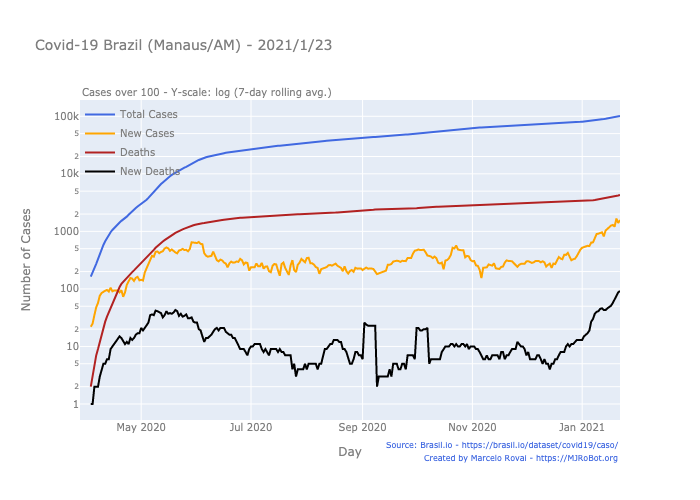 Covid-19 Brazil (Manaus/AM) - 2021/1/23
Cases over 100 - Y-scale: log (7-day rolling avg.)
Total Cases
New Cases
Deaths
New Deaths
100k
5
2
10k
5
2
1000
5
2
100
5
2
10
5
2
1
Number of Cases
May 2020
Jul 2020
Sep 2020
Nov 2020
Jan 2021
Day
Source: Brasil.io - https://brasil.io/dataset/covid19/caso/
Created by Marcelo Rovai - https://MJRoBot.org